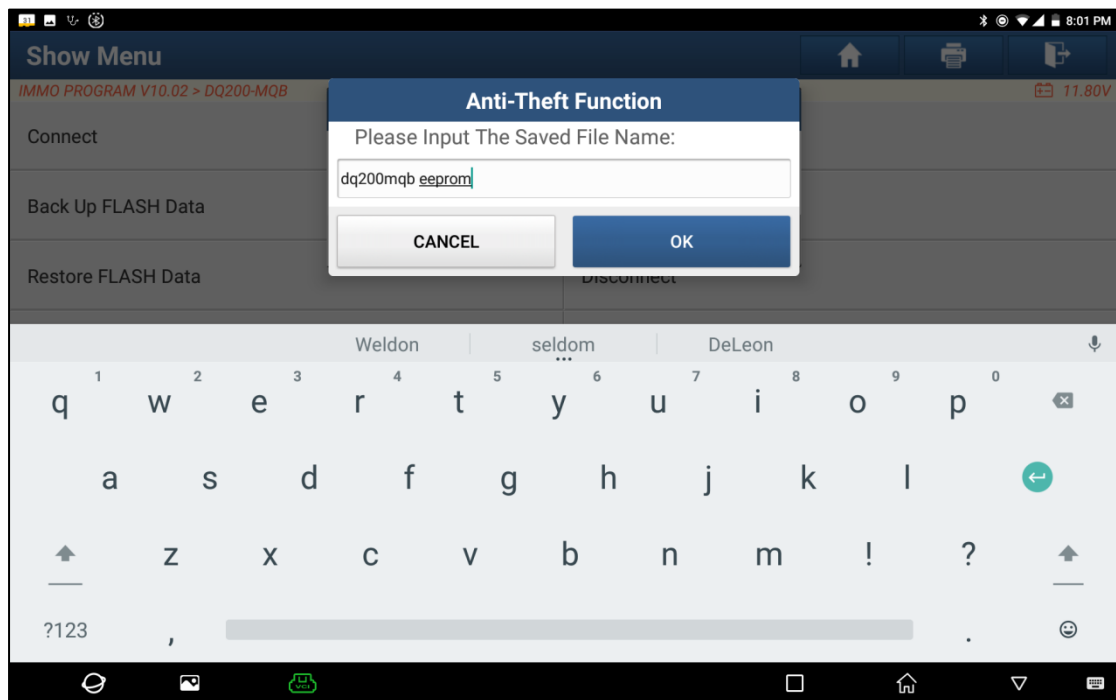 31 8:01 PM
Show Menu
IMMO PROGRAM V10.02 > DQ200-MQB 11.80V
Anti-Theft Function
Please Input The Saved File Name:
dq200mqb eeprom
CANCEL OK
Connect
Back Up FLASH Data
Restore FLASH Data Disconnect
Weldon seldom DeLeon
1 2 3 4 5 6 7 8 9 0
q w e r t y u i o p
a s d f g h j k l
z x c v b n m ! ?
?123 , .
VCI